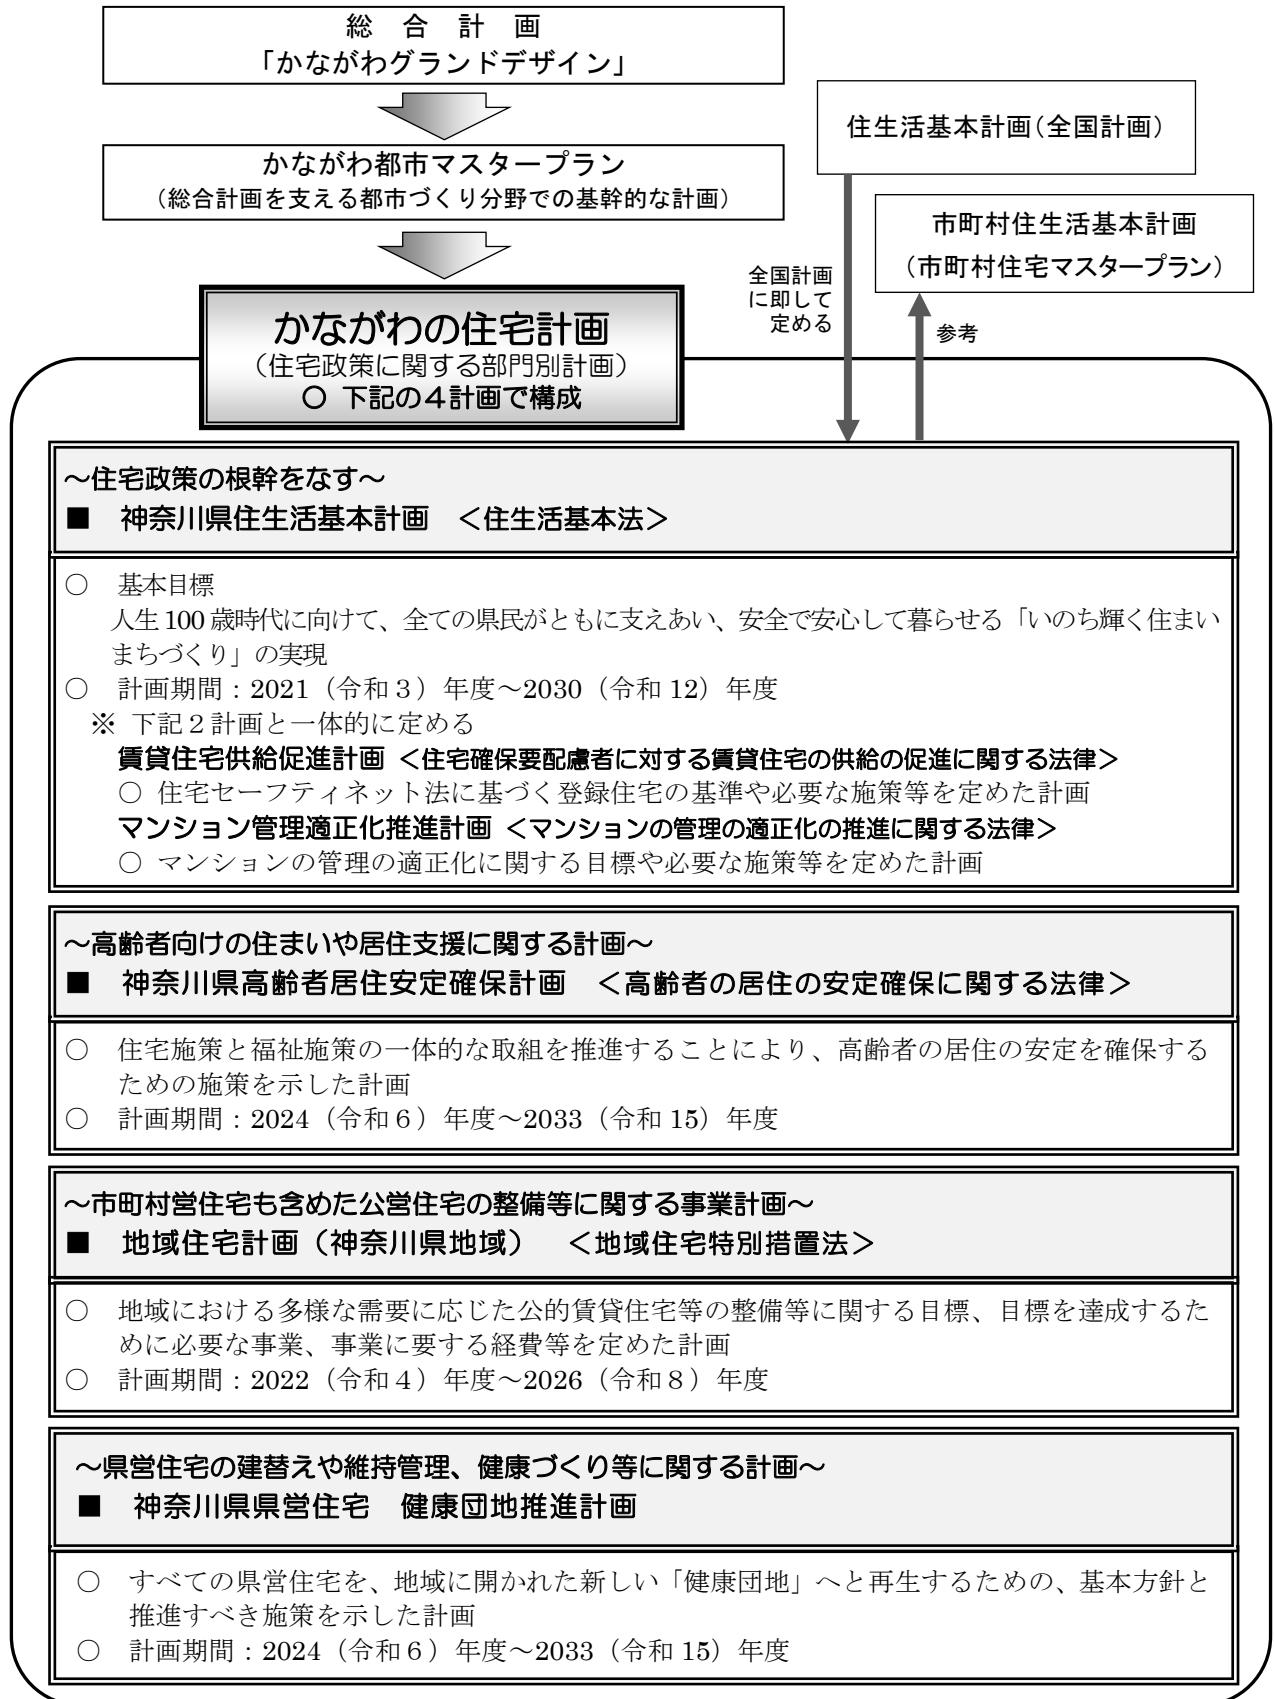 総　合　計　画
「かながわグランドデザイン」
かながわ都市マスタープラン
（総合計画を支える都市づくり分野での基幹的な計画）
住生活基本計画（全国計画）
市町村住生活基本計画
（市町村住宅マスタープラン）
全国計画
に即して
定める
参考
かながわの住宅計画
（住宅政策に関する部門別計画）
○ 下記の４計画で構成
～住宅政策の根幹をなす～
■　神奈川県住生活基本計画　＜住生活基本法＞
○　基本目標
人生100歳時代に向けて、全ての県民がともに支えあい、安全で安心して暮らせる「いのち輝く住まい
まちづくり」の実現
○　計画期間：2021（令和３）年度～2030（令和12）年度
※ 下記２計画と一体的に定める
賃貸住宅供給促進計画 ＜住宅確保要配慮者に対する賃貸住宅の供給の促進に関する法律＞
○ 住宅セーフティネット法に基づく登録住宅の基準や必要な施策等を定めた計画
マンション管理適正化推進計画 ＜マンションの管理の適正化の推進に関する法律＞
○ マンションの管理の適正化に関する目標や必要な施策等を定めた計画
～高齢者向けの住まいや居住支援に関する計画～
■　神奈川県高齢者居住安定確保計画　＜高齢者の居住の安定確保に関する法律＞
○　住宅施策と福祉施策の一体的な取組を推進することにより、高齢者の居住の安定を確保する
ための施策を示した計画
○　計画期間：2024（令和６）年度～2033（令和15）年度
～市町村営住宅も含めた公営住宅の整備等に関する事業計画～
■　地域住宅計画（神奈川県地域）　＜地域住宅特別措置法＞
○　地域における多様な需要に応じた公的賃貸住宅等の整備等に関する目標、目標を達成するた
めに必要な事業、事業に要する経費等を定めた計画
○　計画期間：2022（令和４）年度～2026（令和８）年度
～県営住宅の建替えや維持管理、健康づくり等に関する計画～
■　神奈川県県営住宅　健康団地推進計画
○　すべての県営住宅を、地域に開かれた新しい「健康団地」へと再生するための、基本方針と
推進すべき施策を示した計画
○　計画期間：2024（令和６）年度～2033（令和15）年度